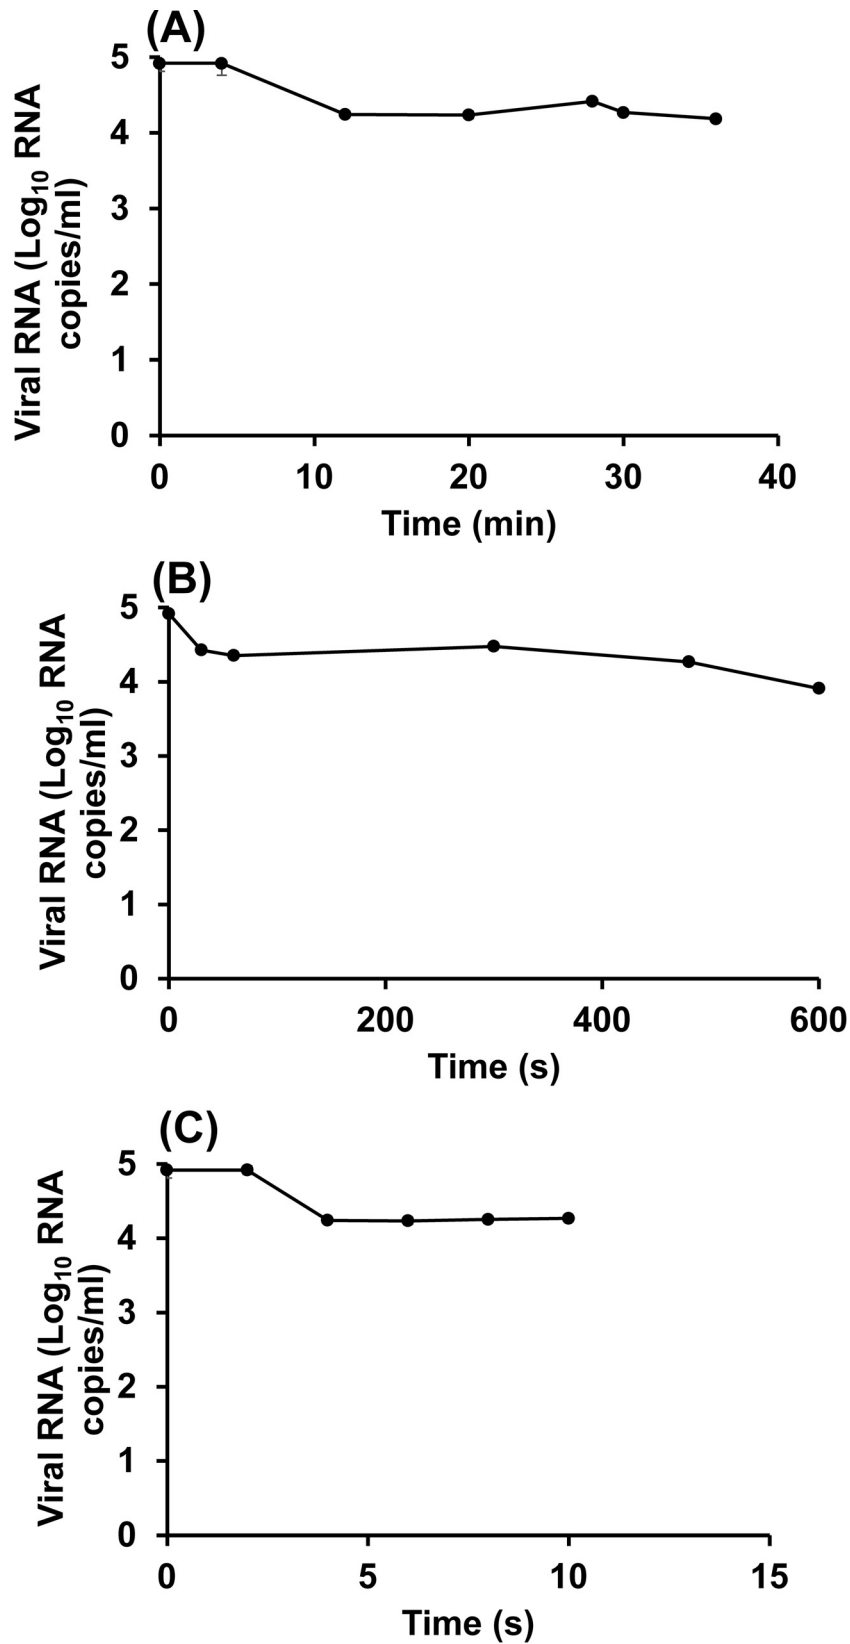 (A)
Viral RNA (Log10 RNA
copies/ml)
5
4
3
2
1
0
0 10 20 30 40
Time (min)
(B)
Viral RNA (Log10 RNA
copies/ml)
5
4
3
2
1
0
0 200 400 600
Time (s)
(C)
Viral RNA (Log10 RNA
copies/ml)
5
4
3
2
1
0
0 5 10 15
Time (s)